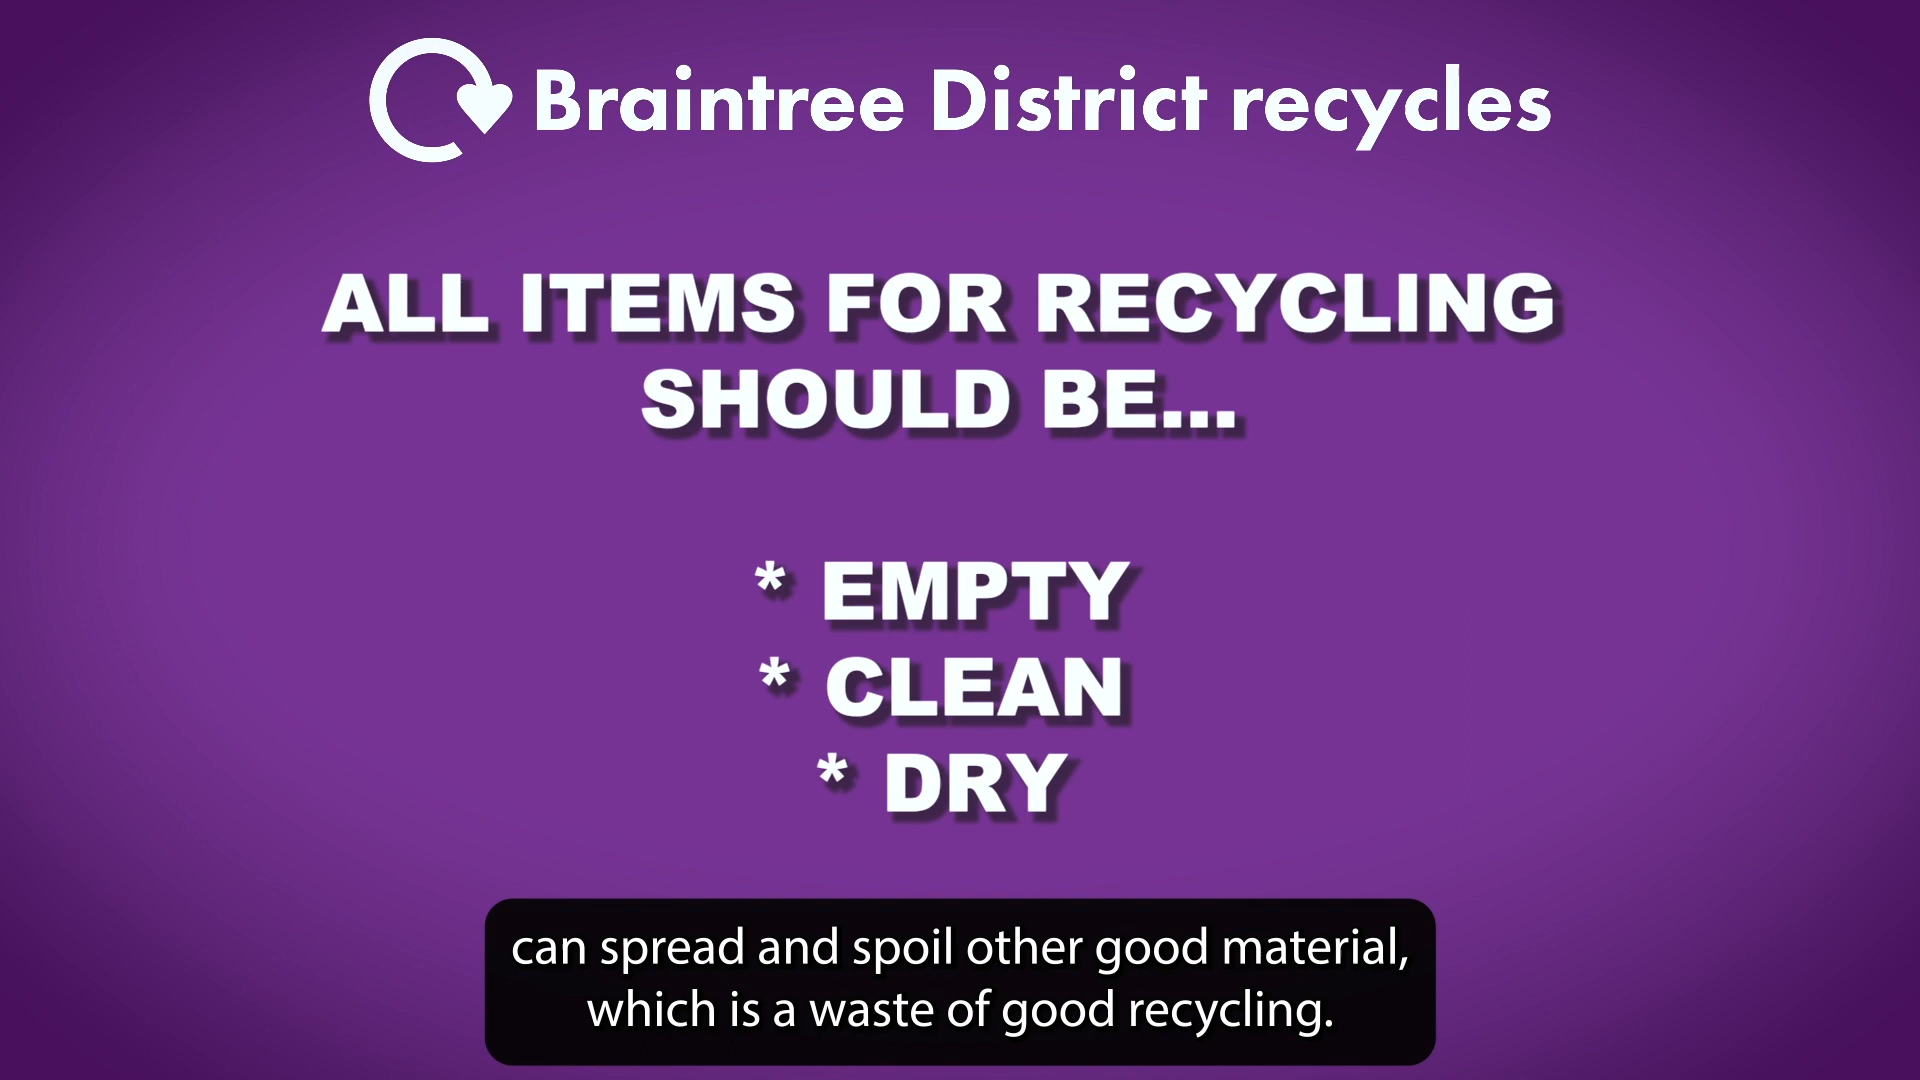 Braintree District recycles
ALL ITEMS FOR RECYCLING
SHOULD BE...
* EMPTY
* CLEAN
* DRY
can spread and spoil other good material,
which is a waste of good recycling.